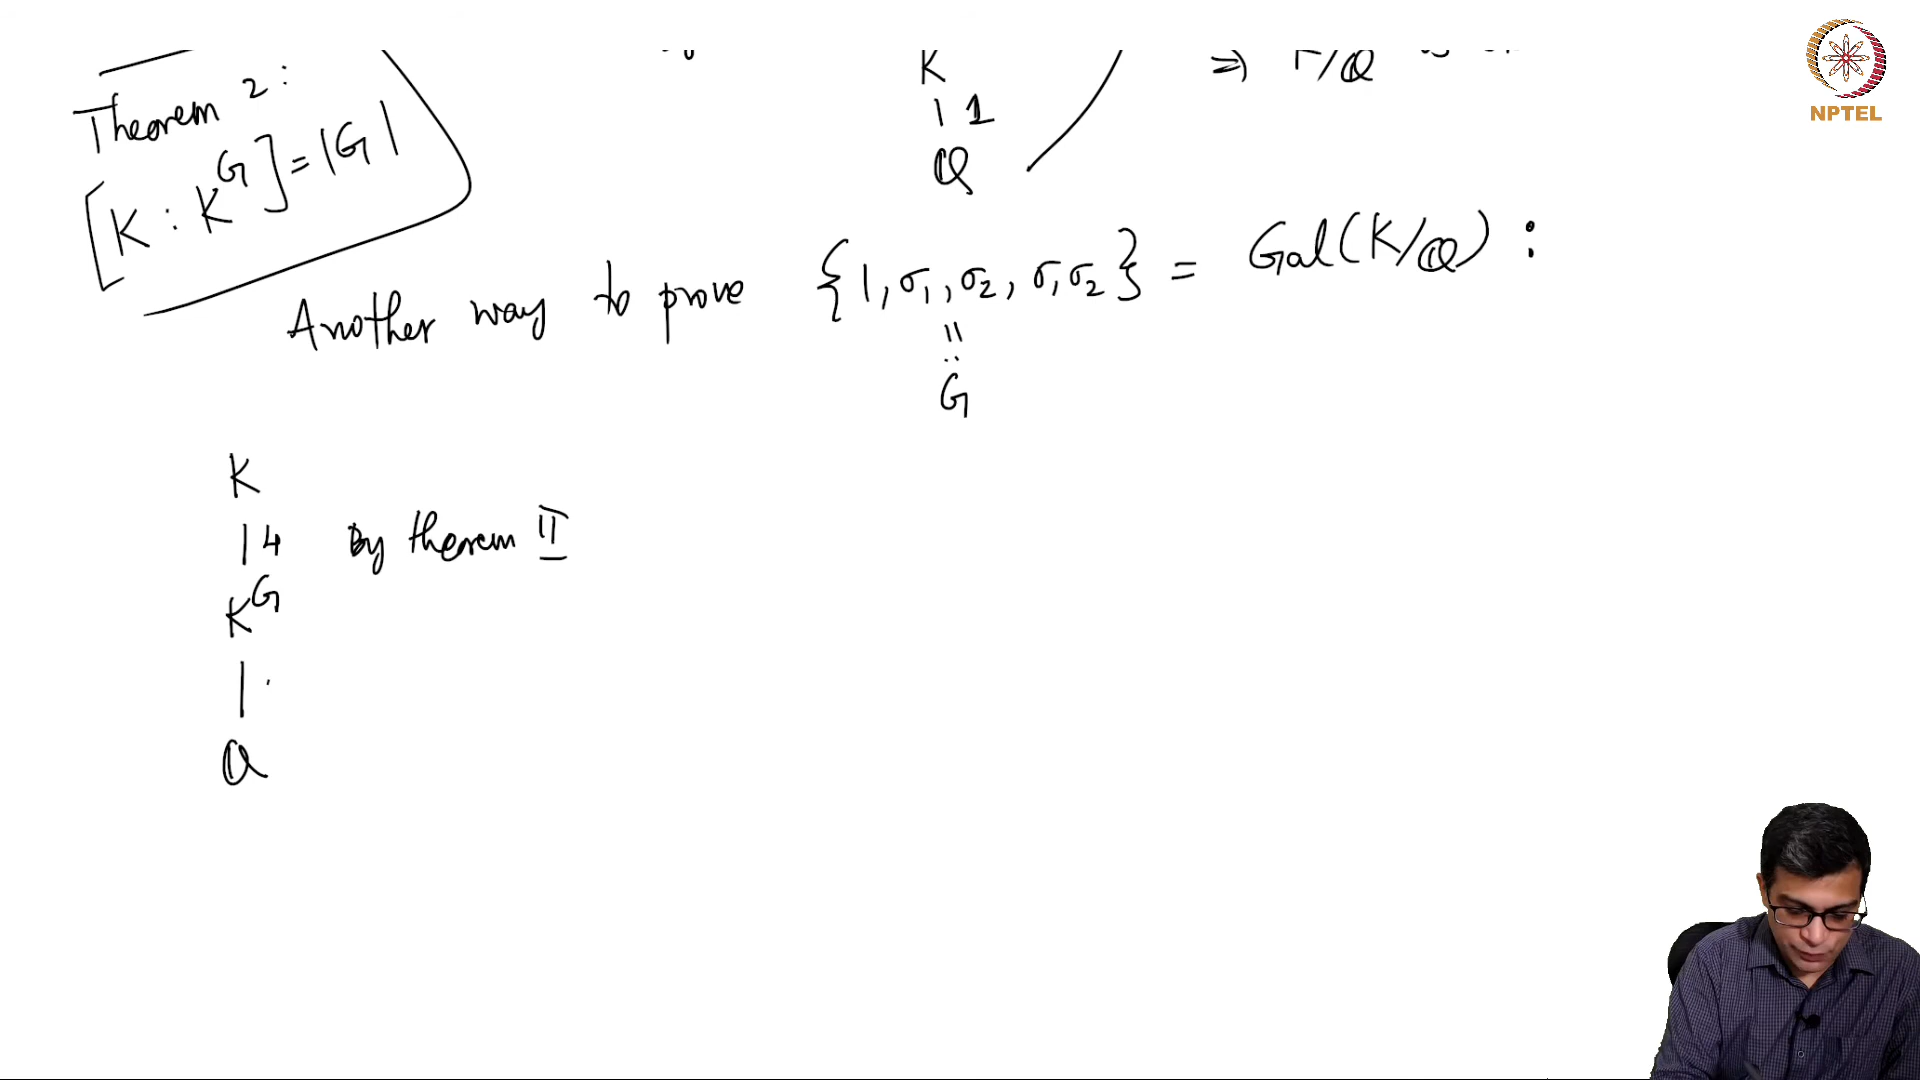 Theorem 2:
[K : K^G] = |G|
K
| 1
Q
⇒ /Q
Another way to prove {1, σ₁, σ₂, σ₁σ₂} = Gal(K/Q) :
=:
G
K
| 4 By theorem II
K^G
|
Q
NPTEL